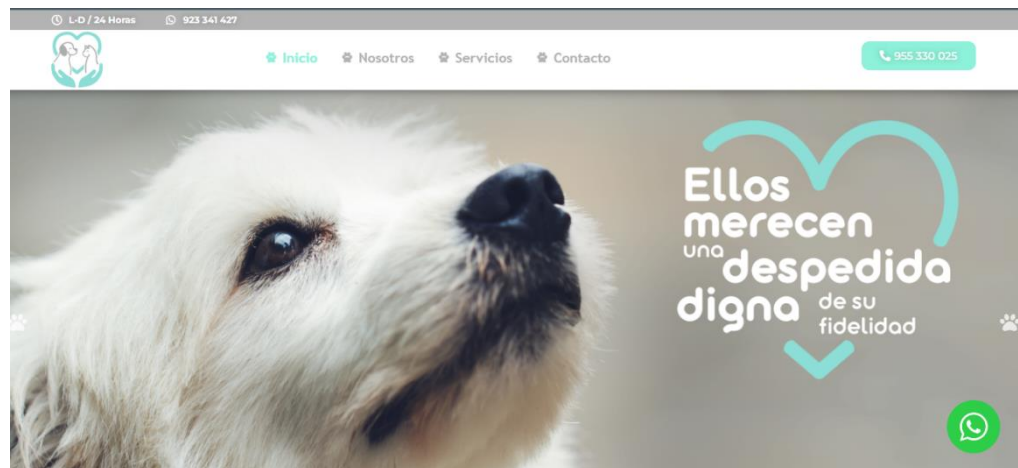 L-D / 24 Horas 923 341 427
Inicio Nosotros Servicios Contacto 955 330 025
Ellos
merecen
una despedida
digna de su
fidelidad